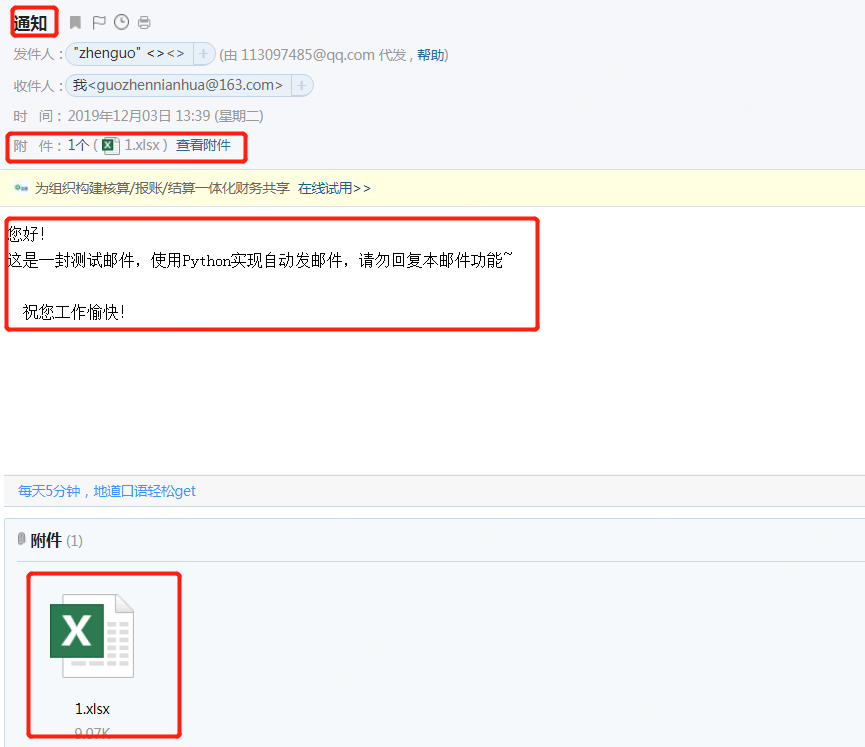 通知
发件人："zhenguo" <><> + (由 113097485@qq.com 代发 , 帮助)
收件人：我<guozhennianhua@163.com> +
时 间：2019年12月03日 13:39 (星期二)
附 件：1个 ( 1.xlsx ) 查看附件
为组织构建核算/报账/结算一体化财务共享 在线试用>>
您好！
这是一封测试邮件，使用Python实现自动发邮件，请勿回复本邮件功能~
祝您工作愉快！
每天5分钟，地道口语轻松get
附件 (1)
X
1.xlsx
9.07K